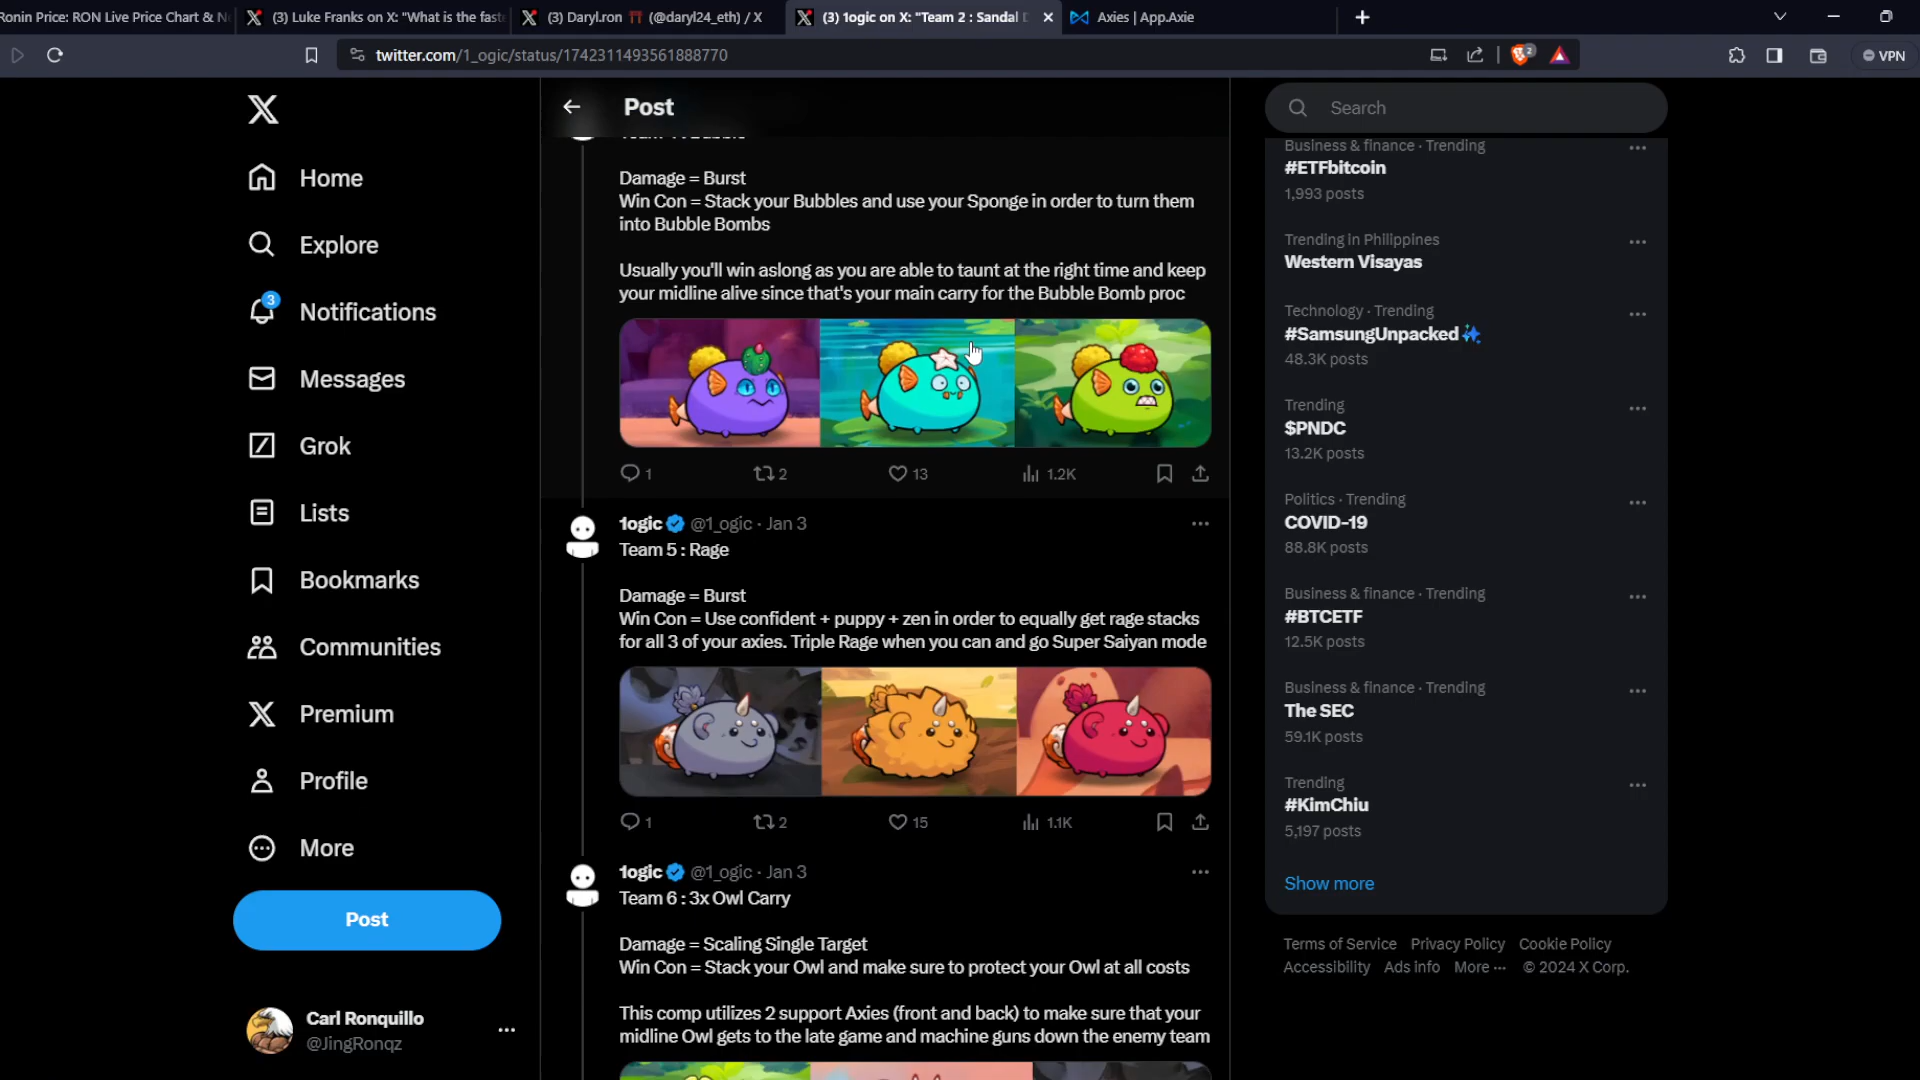 Ronin Price: RON Live Price Chart & N
(3) Luke Franks on X: "What is the faste
(3) Daryl.ron ⛩ (@daryl24_eth) / X
(3) 1ogic on X: "Team 2 : Sandal D
Axies | App.Axie
twitter.com/1_ogic/status/1742311493561888770
2
VPN
Post
Search
Home
Explore
3
Notifications
Messages
Grok
Lists
Bookmarks
Communities
Premium
Profile
More
Post
Carl Ronquillo
@JingRonqz
Damage = Burst
Win Con = Stack your Bubbles and use your Sponge in order to turn them
into Bubble Bombs
Usually you'll win aslong as you are able to taunt at the right time and keep
your midline alive since that's your main carry for the Bubble Bomb proc
1 2 13 1.2K
1ogic @1_ogic · Jan 3
Team 5 : Rage
Damage = Burst
Win Con = Use confident + puppy + zen in order to equally get rage stacks
for all 3 of your axies. Triple Rage when you can and go Super Saiyan mode
1 2 15 1.1K
1ogic @1_ogic · Jan 3
Team 6 : 3x Owl Carry
Damage = Scaling Single Target
Win Con = Stack your Owl and make sure to protect your Owl at all costs
This comp utilizes 2 support Axies (front and back) to make sure that your
midline Owl gets to the late game and machine guns down the enemy team
Business & finance · Trending
#ETFbitcoin
1,993 posts
Trending in Philippines
Western Visayas
Technology · Trending
#SamsungUnpacked
48.3K posts
Trending
$PNDC
13.2K posts
Politics · Trending
COVID-19
88.8K posts
Business & finance · Trending
#BTCETF
12.5K posts
Business & finance · Trending
The SEC
59.1K posts
Trending
#KimChiu
5,197 posts
Show more
Terms of Service Privacy Policy Cookie Policy
Accessibility Ads info More ··· © 2024 X Corp.